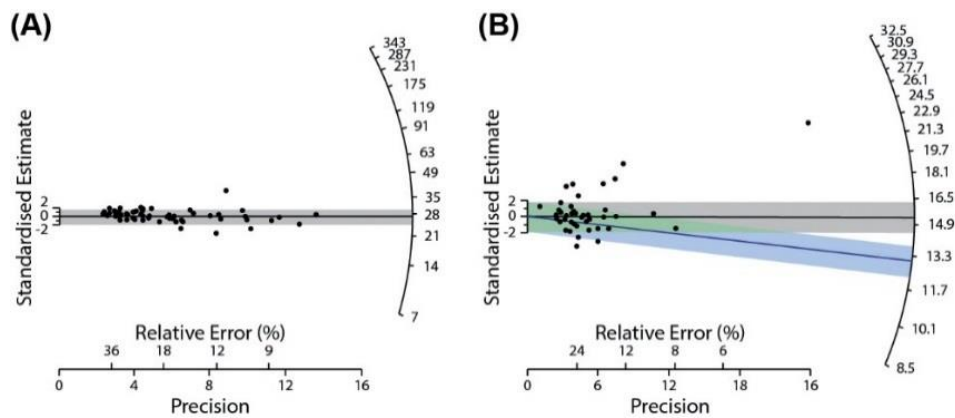 (A)
343
287
231
175
119
91
63
49
35
28
21
14
7
Standardised Estimate
2
0
-2
Relative Error (%)
36 18 12 9
0 4 8 12 16
Precision
(B)
32.5
30.9
29.3
27.7
26.1
24.5
22.9
21.3
19.7
18.1
16.5
14.9
13.3
11.7
10.1
8.5
Standardised Estimate
2
0
-2
Relative Error (%)
24 12 8 6
0 6 12 18 16
Precision